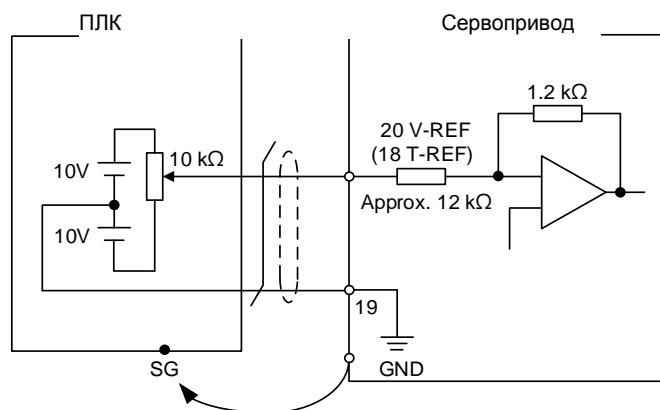 ПЛК
Сервопривод
1.2 kΩ
20 V-REF
(18 T-REF)
10 kΩ
10V
Approx. 12 kΩ
10V
19
SG
GND